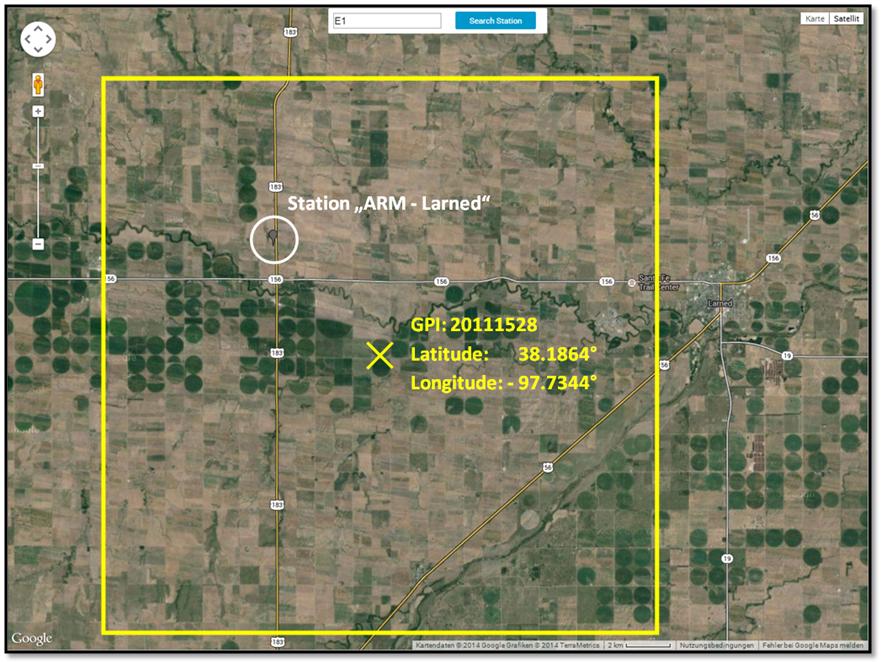 E1
Search Station
Karte
Satellit
183
183
Station „ARM - Larned“
56
156
156
156
156
156
Santa Fe
Trail Center
Larned
GPI: 20111528
Latitude: 38.1864°
Longitude: - 97.7344°
183
19
56
56
183
19
183
Google
Kartendaten © 2014 Google Grafiken © 2014 TerraMetrics
2 km
Nutzungsbedingungen
Fehler bei Google Maps melden